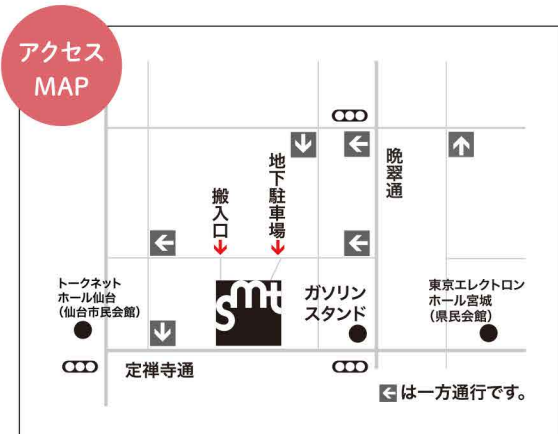 アクセス
MAP
晩翠通
地下駐車場
搬入口
トークネット
ホール仙台
（仙台市民会館）
smt
ガソリン
スタンド
東京エレクトロン
ホール宮城
（県民会館）
定禅寺通
←は一方通行です。